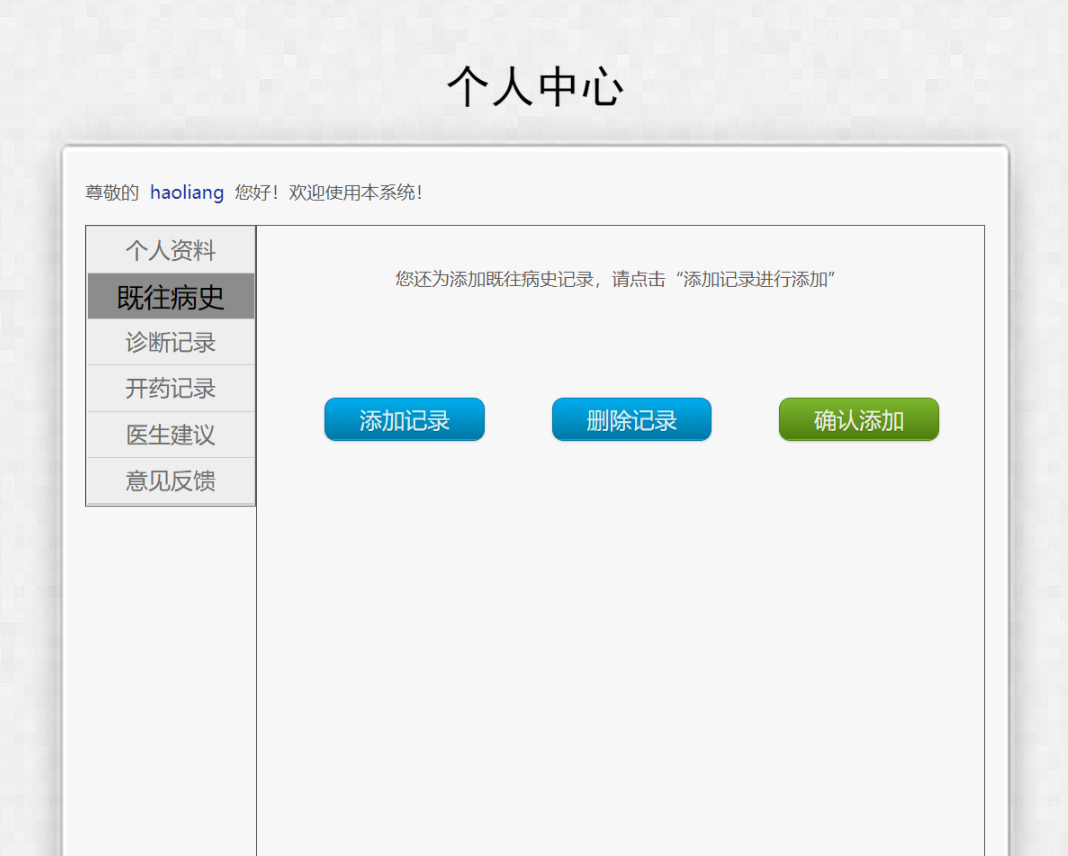 个人中心
尊敬的 haoliang 您好！欢迎使用本系统！
个人资料
既往病史
诊断记录
开药记录
医生建议
意见反馈
您还为添加既往病史记录，请点击“添加记录进行添加”
添加记录
删除记录
确认添加